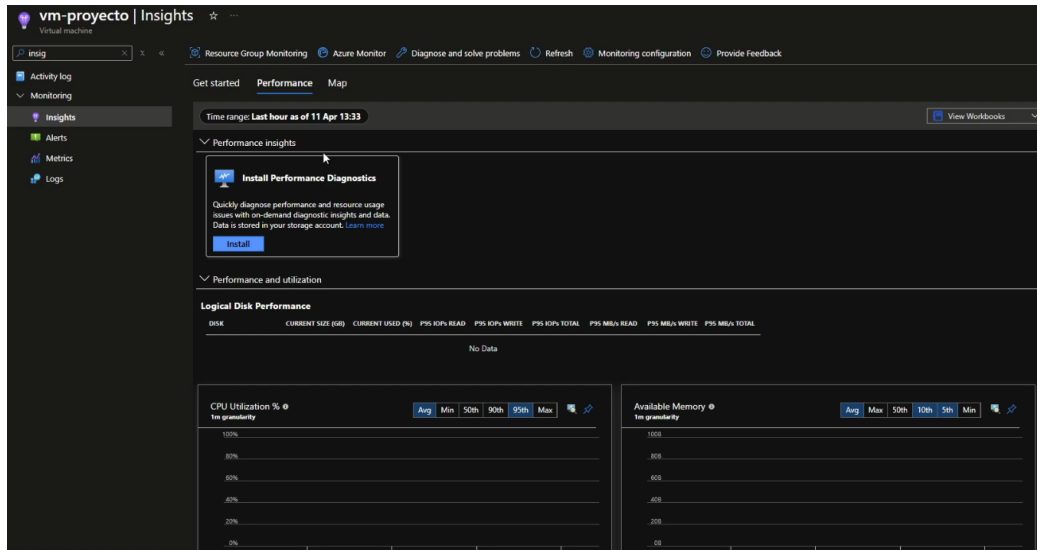 vm-proyecto | Insights
Virtual machine
insig
Resource Group Monitoring Azure Monitor Diagnose and solve problems Refresh Monitoring configuration Provide Feedback
Activity log
Monitoring
Insights
Alerts
Metrics
Logs
Get started Performance Map
Time range: Last hour as of 11 Apr 13:33
View Workbooks
Performance insights
Install Performance Diagnostics
Quickly diagnose performance and resource usage
issues with on-demand diagnostic insights and data.
Data is stored in your storage account. Learn more
Install
Performance and utilization
Logical Disk Performance
DISK CURRENT SIZE (GB) CURRENT USED (%) P95 IOPs READ P95 IOPs WRITE P95 IOPs TOTAL P95 MB/s READ P95 MB/s WRITE P95 MB/s TOTAL
No Data
CPU Utilization %
1m granularity
Avg Min 50th 90th 95th Max
100%
80%
60%
40%
20%
0%
Available Memory
1m granularity
Avg Max 50th 10th 5th Min
100B
80B
60B
40B
20B
0B